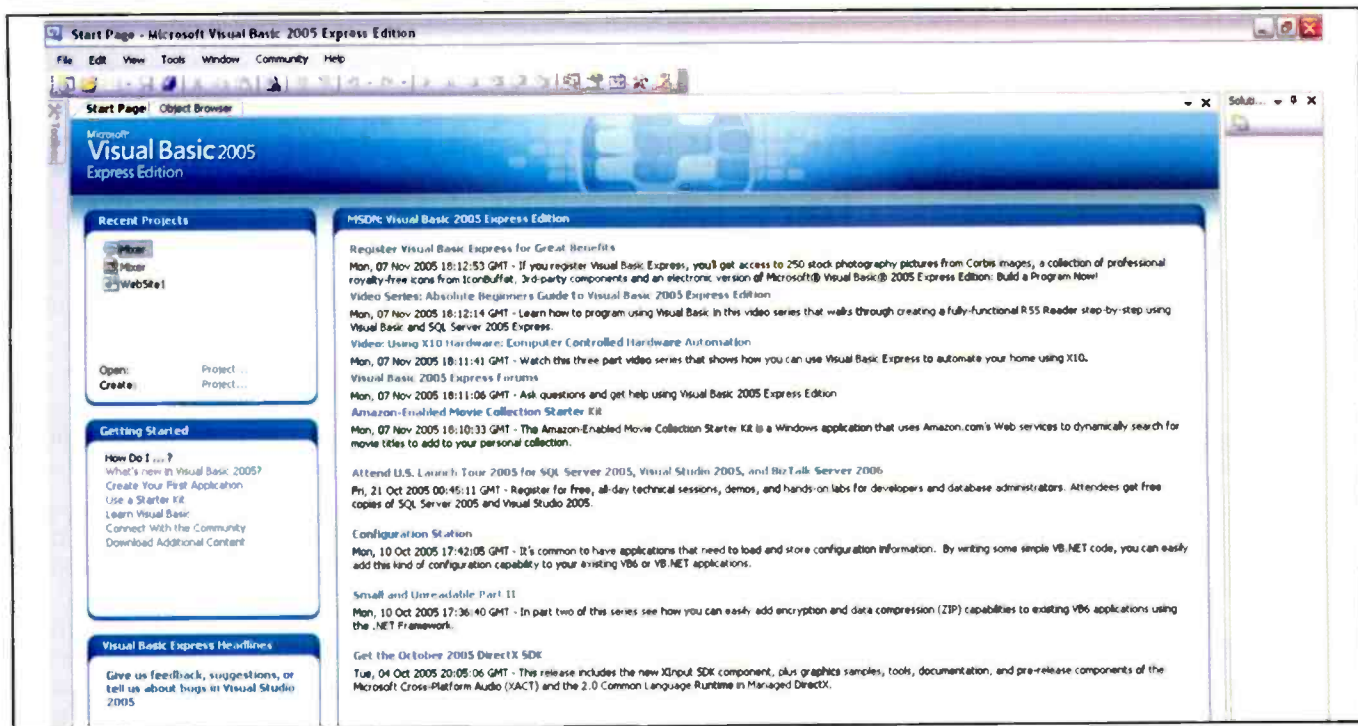 Start Page - Microsoft Visual Basic 2005 Express Edition
File Edit View Tools Window Community Help
Start Page Object Browser
Soluti...
Toolbox
Microsoft
Visual Basic 2005
Express Edition
Recent Projects
Mixer
Mixer
WebSite1
Open: Project...
Create: Project...
Getting Started
How Do I ... ?
What's new in Visual Basic 2005?
Create Your First Application
Use a Starter Kit
Learn Visual Basic
Connect With the Community
Download Additional Content
Visual Basic Express Headlines
Give us feedback, suggestions, or
tell us about bugs in Visual Studio
2005
MSDN: Visual Basic 2005 Express Edition
Register Visual Basic Express for Great Benefits
Mon, 07 Nov 2005 18:12:53 GMT - If you register Visual Basic Express, you'll get access to 250 stock photography pictures from Corbis images, a collection of professional
royalty-free icons from IconBuffet, 3rd-party components and an electronic version of Microsoft® Visual Basic® 2005 Express Edition: Build a Program Now!
Video Series: Absolute Beginners Guide to Visual Basic 2005 Express Edition
Mon, 07 Nov 2005 18:12:14 GMT - Learn how to program using Visual Basic in this video series that walks through creating a fully-functional RSS Reader step-by-step using
Visual Basic and SQL Server 2005 Express.
Video: Using X10 Hardware: Computer Controlled Hardware Automation
Mon, 07 Nov 2005 18:11:41 GMT - Watch this three part video series that shows how you can use Visual Basic Express to automate your home using X10.
Visual Basic 2005 Express Forums
Mon, 07 Nov 2005 18:11:06 GMT - Ask questions and get help using Visual Basic 2005 Express Edition
Amazon-Enabled Movie Collection Starter Kit
Mon, 07 Nov 2005 18:10:33 GMT - The Amazon-Enabled Movie Collection Starter Kit is a Windows application that uses Amazon.com's Web services to dynamically search for
movie titles to add to your personal collection.
Attend U.S. Launch Tour 2005 for SQL Server 2005, Visual Studio 2005, and BizTalk Server 2006
Fri, 21 Oct 2005 00:45:11 GMT - Register for free, all-day technical sessions, demos, and hands-on labs for developers and database administrators. Attendees get free
copies of SQL Server 2005 and Visual Studio 2005.
Configuration Station
Mon, 10 Oct 2005 17:42:05 GMT - It's common to have applications that need to load and store configuration information. By writing some simple VB.NET code, you can easily
add this kind of configuration capability to your existing VB6 or VB.NET applications.
Small and Unreadable Part II
Mon, 10 Oct 2005 17:36:40 GMT - In part two of this series see how you can easily add encryption and data compression (ZIP) capabilities to existing VB6 applications using
the .NET Framework.
Get the October 2005 DirectX SDK
Tue, 04 Oct 2005 20:05:06 GMT - This release includes the new XInput SDK component, plus graphics samples, tools, documentation, and pre-release components of the
Microsoft Cross-Platform Audio (XACT) and the 2.0 Common Language Runtime in Managed DirectX.